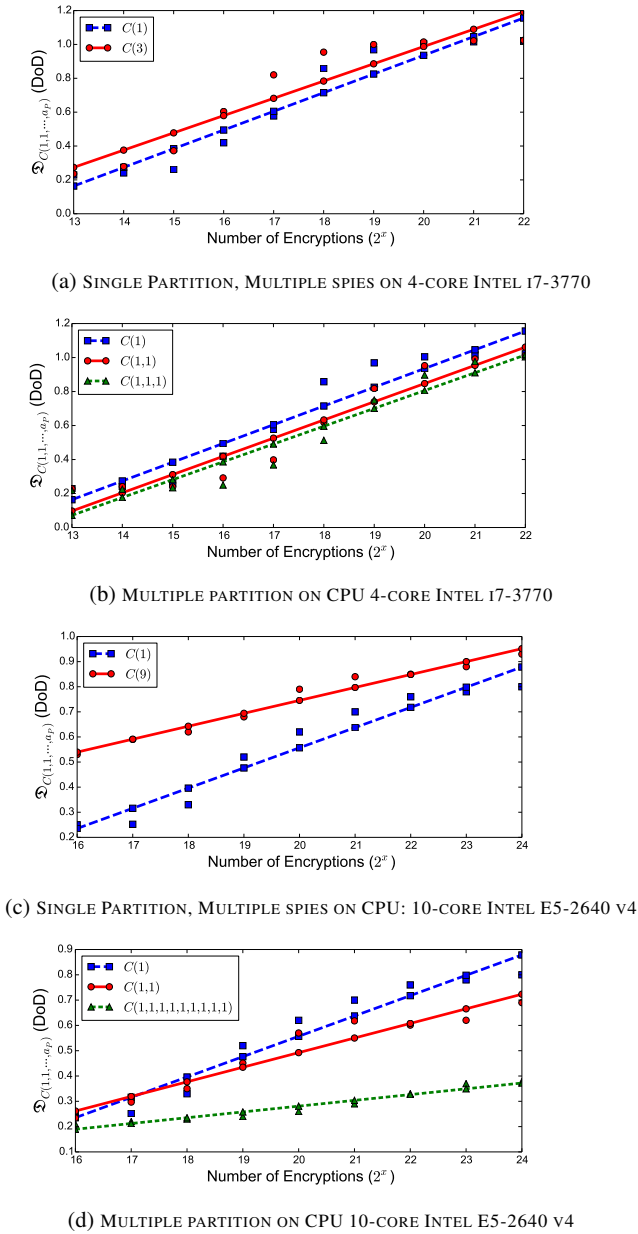 1.2
1.0
0.8
0.6
0.4
0.2
0.0
𝔇C(1,1,⋯,aₚ) (DoD)
C(1)
C(3)
13 14 15 16 17 18 19 20 21 22
Number of Encryptions (2ˣ)
(a) SINGLE PARTITION, MULTIPLE SPIES ON 4-CORE INTEL I7-3770
1.2
1.0
0.8
0.6
0.4
0.2
0.0
𝔇C(1,1,⋯,aₚ) (DoD)
C(1)
C(1,1)
C(1,1,1)
13 14 15 16 17 18 19 20 21 22
Number of Encryptions (2ˣ)
(b) MULTIPLE PARTITION ON CPU 4-CORE INTEL I7-3770
1.0
0.9
0.8
0.7
0.6
0.5
0.4
0.3
0.2
𝔇C(1,1,⋯,aₚ) (DoD)
C(1)
C(9)
16 17 18 19 20 21 22 23 24
Number of Encryptions (2ˣ)
(c) SINGLE PARTITION, MULTIPLE SPIES ON CPU: 10-CORE INTEL E5-2640 V4
0.9
0.8
0.7
0.6
0.5
0.4
0.3
0.2
0.1
𝔇C(1,1,⋯,aₚ) (DoD)
C(1)
C(1,1)
C(1,1,1,1,1,1,1,1,1)
16 17 18 19 20 21 22 23 24
Number of Encryptions (2ˣ)
(d) MULTIPLE PARTITION ON CPU 10-CORE INTEL E5-2640 V4